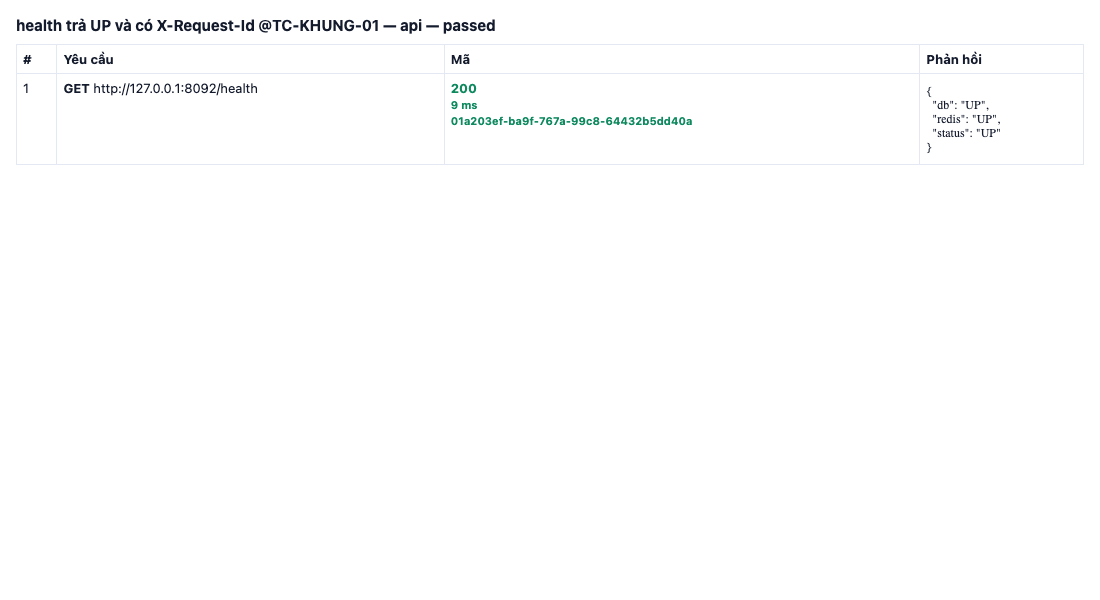 health trả UP và có X-Request-Id @TC-KHUNG-01 — api — passed
# Yêu cầu Mã Phản hồi
1 GET http://127.0.0.1:8092/health 200
9 ms
01a203ef-ba9f-767a-99c8-64432b5dd40a
{
"db": "UP",
"redis": "UP",
"status": "UP"
}